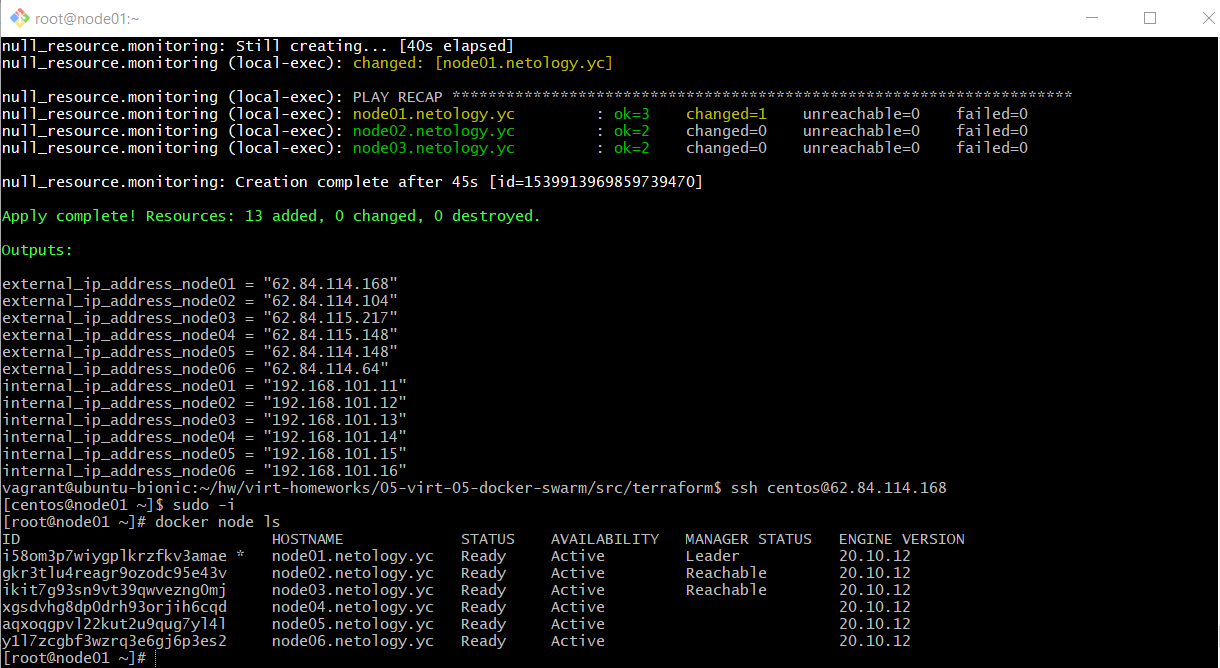 root@node01:~
null_resource.monitoring: Still creating... [40s elapsed]
null_resource.monitoring (local-exec): changed: [node01.netology.yc]
null_resource.monitoring (local-exec): PLAY RECAP *********************************************************************
null_resource.monitoring (local-exec): node01.netology.yc         : ok=3    changed=1    unreachable=0    failed=0
null_resource.monitoring (local-exec): node02.netology.yc         : ok=2    changed=0    unreachable=0    failed=0
null_resource.monitoring (local-exec): node03.netology.yc         : ok=2    changed=0    unreachable=0    failed=0
null_resource.monitoring: Creation complete after 45s [id=1539913969859739470]
Apply complete! Resources: 13 added, 0 changed, 0 destroyed.
Outputs:
external_ip_address_node01 = "62.84.114.168"
external_ip_address_node02 = "62.84.114.104"
external_ip_address_node03 = "62.84.115.217"
external_ip_address_node04 = "62.84.115.148"
external_ip_address_node05 = "62.84.114.148"
external_ip_address_node06 = "62.84.114.64"
internal_ip_address_node01 = "192.168.101.11"
internal_ip_address_node02 = "192.168.101.12"
internal_ip_address_node03 = "192.168.101.13"
internal_ip_address_node04 = "192.168.101.14"
internal_ip_address_node05 = "192.168.101.15"
internal_ip_address_node06 = "192.168.101.16"
vagrant@ubuntu-bionic:~/hw/virt-homeworks/05-virt-05-docker-swarm/src/terraform$ ssh centos@62.84.114.168
[centos@node01 ~]$ sudo -i
[root@node01 ~]# docker node ls
ID                            HOSTNAME             STATUS    AVAILABILITY   MANAGER STATUS   ENGINE VERSION
i58om3p7wiygplkrzfkv3amae *   node01.netology.yc   Ready     Active         Leader           20.10.12
gkr3tlu4reagr9ozodc95e43v     node02.netology.yc   Ready     Active         Reachable        20.10.12
ikit7g93sn9vt39qwvezng0mj     node03.netology.yc   Ready     Active         Reachable        20.10.12
xgsdvhg8dp0drh93orjih6cqd     node04.netology.yc   Ready     Active                          20.10.12
aqxoqgpvl22kut2u9qug7yl4l     node05.netology.yc   Ready     Active                          20.10.12
y1l7zcgbf3wzrq3e6gj6p3es2     node06.netology.yc   Ready     Active                          20.10.12
[root@node01 ~]#